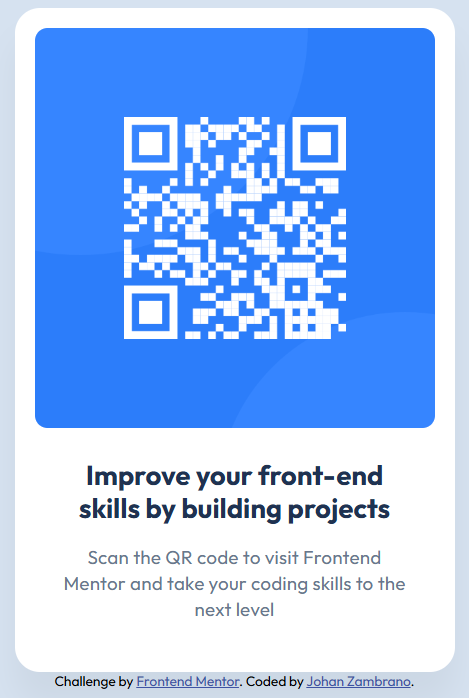 Improve your front-end
skills by building projects
Scan the QR code to visit Frontend
Mentor and take your coding skills to the
next level
Challenge by Frontend Mentor. Coded by Johan Zambrano.